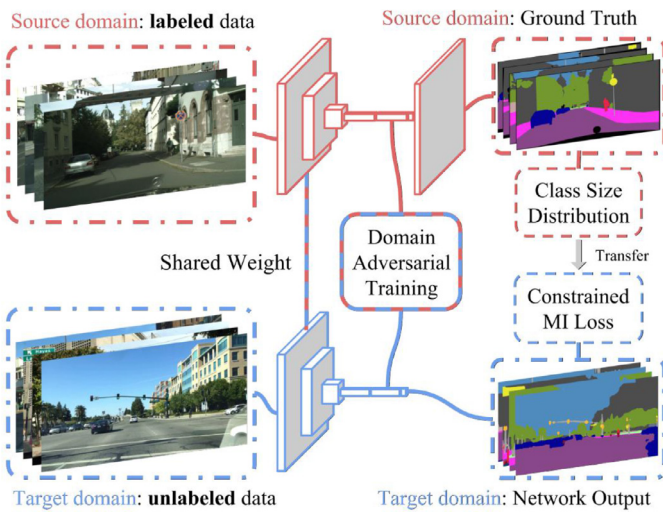 Source domain: labeled data
Source domain: Ground Truth
Class Size
Distribution
Transfer
Domain
Adversarial
Training
Shared Weight
Constrained
MI Loss
Target domain: unlabeled data
Target domain: Network Output